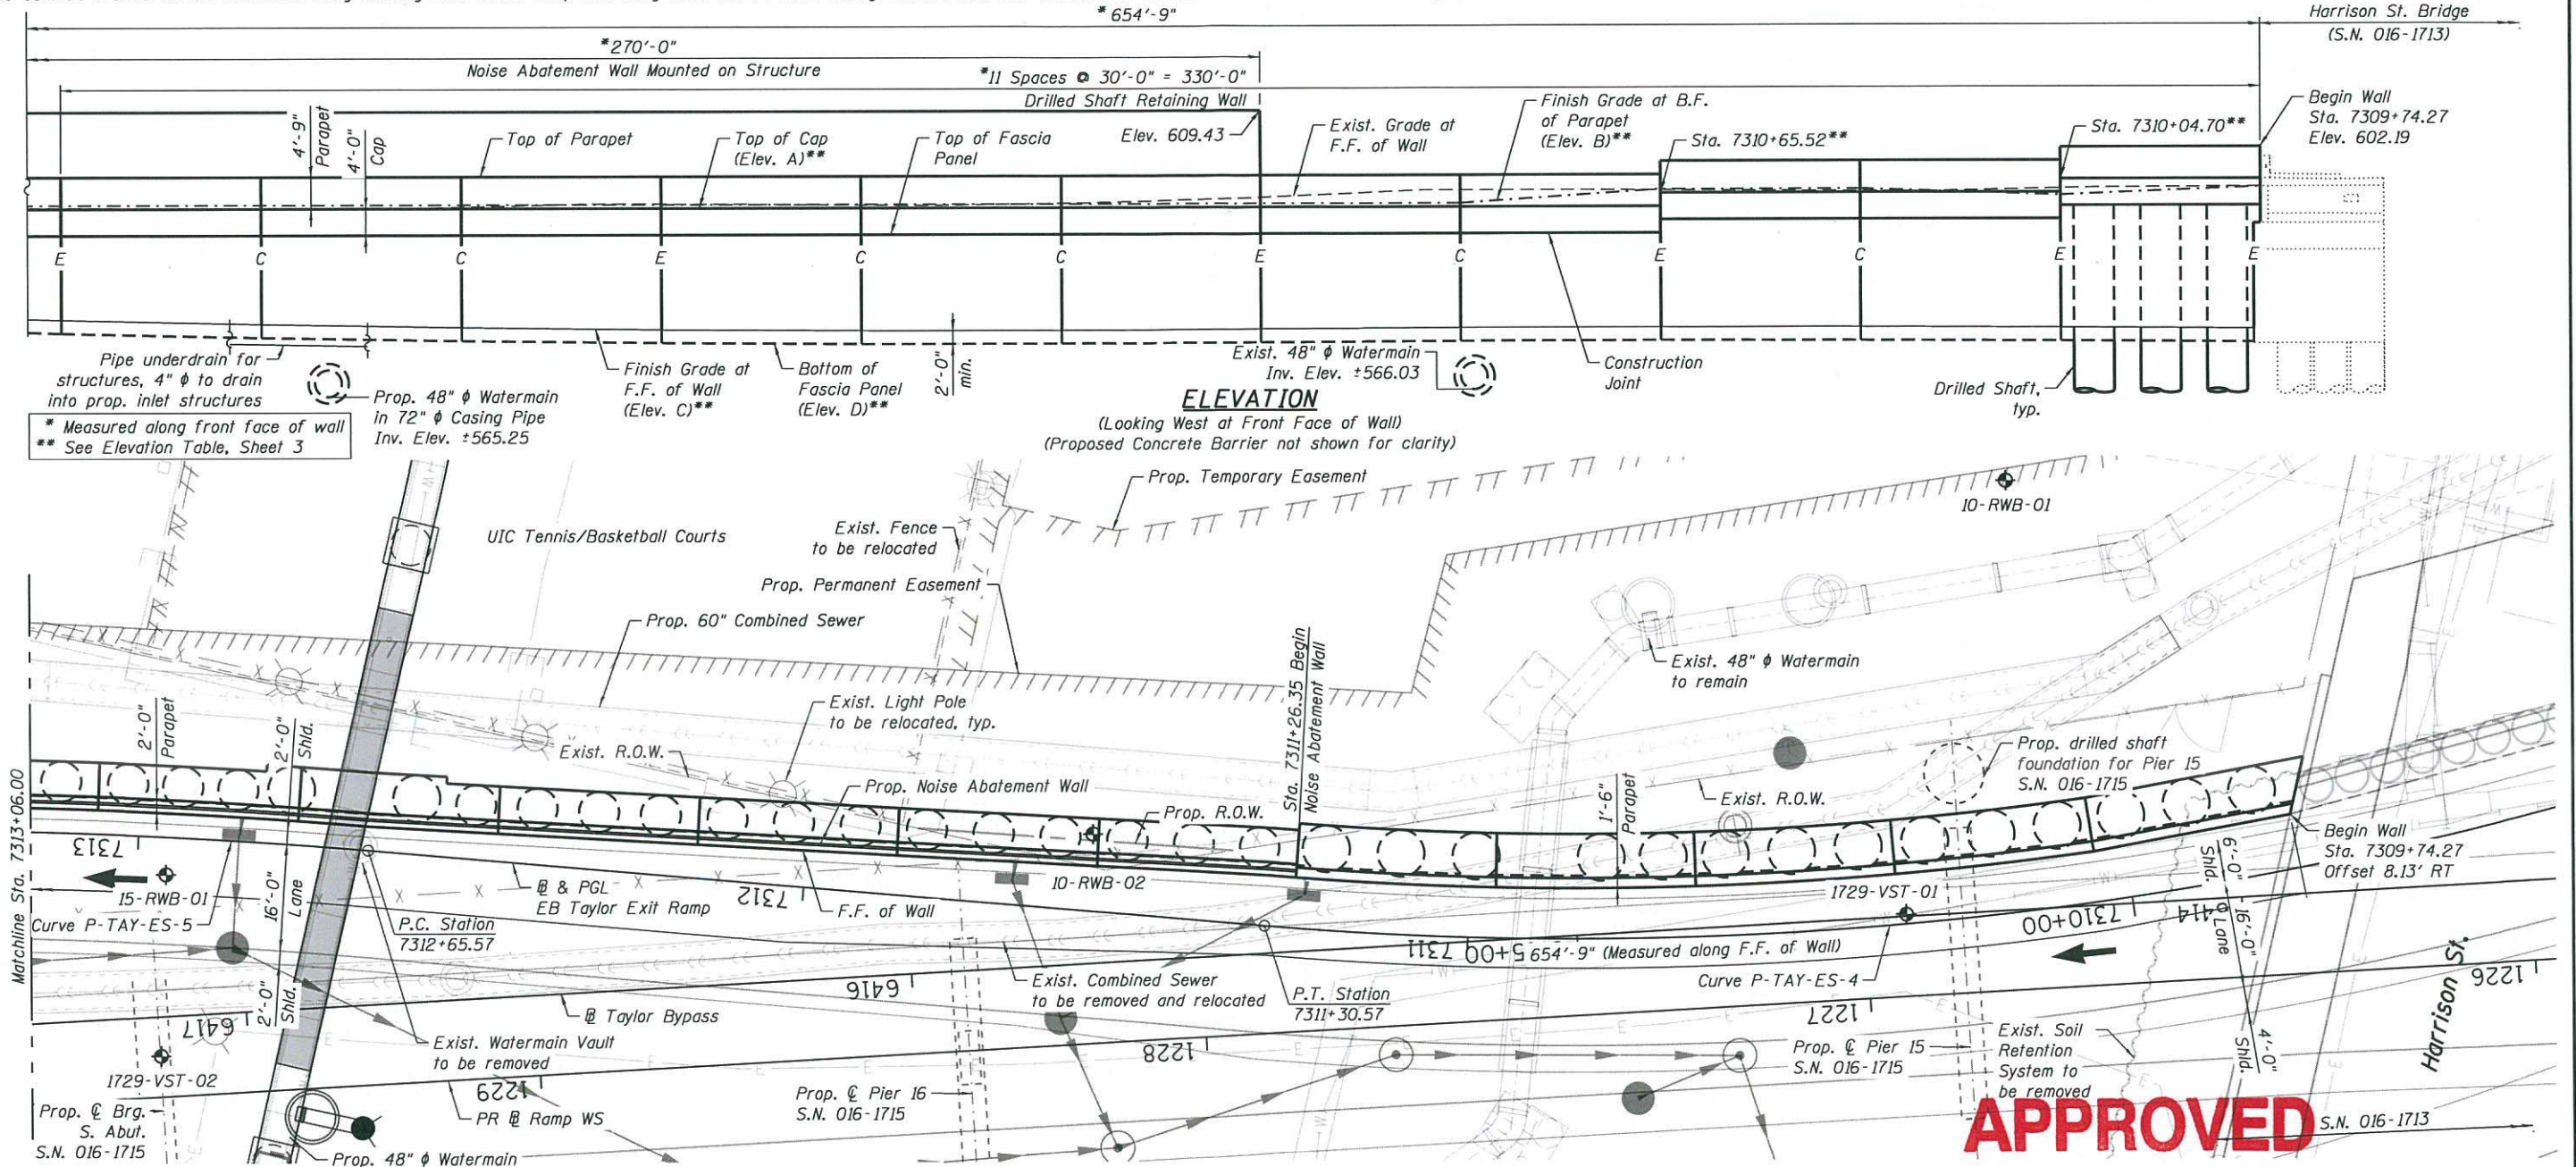 *654'-9"
Harrison St. Bridge
(S.N. 016-1713)
*270'-0"
Noise Abatement Wall Mounted on Structure
*11 Spaces @ 30'-0" = 330'-0"
Drilled Shaft Retaining Wall
4'-9"
Parapet
4'-0"
Cap
Top of Parapet
Top of Cap
(Elev. A)**
Top of Fascia
Panel
Elev. 609.43
Exist. Grade at
F.F. of Wall
Finish Grade at B.F.
of Parapet
(Elev. B)**
Sta. 7310+65.52**
Sta. 7310+04.70**
Begin Wall
Sta. 7309+74.27
Elev. 602.19
E C C E C C E C E C E E
Pipe underdrain for
structures, 4" ϕ to drain
into prop. inlet structures
Prop. 48" ϕ Watermain
in 72" ϕ Casing Pipe
Inv. Elev. ±565.25
Finish Grade at
F.F. of Wall
(Elev. C)**
Bottom of
Fascia Panel
(Elev. D)**
2'-0"
min.
Exist. 48" ϕ Watermain
Inv. Elev. ±566.03
Construction
Joint
Drilled Shaft,
typ.
* Measured along front face of wall
** See Elevation Table, Sheet 3
ELEVATION
(Looking West at Front Face of Wall)
(Proposed Concrete Barrier not shown for clarity)
Prop. Temporary Easement
10-RWB-01
UIC Tennis/Basketball Courts
Exist. Fence
to be relocated
Prop. Permanent Easement
Prop. 60" Combined Sewer
Exist. 48" ϕ Watermain
to remain
Sta. 7311+26.35 Begin
Noise Abatement Wall
2'-0"
Parapet
2'-0"
Shld.
Exist. Light Pole
to be relocated, typ.
Exist. R.O.W.
Prop. Noise Abatement Wall
Prop. R.O.W.
1'-6"
Parapet
Exist. R.O.W.
Prop. drilled shaft
foundation for Pier 15
S.N. 016-1715
Begin Wall
Sta. 7309+74.27
Offset 8.13' RT
Matchline Sta. 7313+06.00
7313
15-RWB-01
Curve P-TAY-ES-5
16'-0"
Lane
P.C. Station
7312+65.57
℄ & PGL
EB Taylor Exit Ramp
7312
F.F. of Wall
10-RWB-02
1729-VST-01
6'-0"
Shld.
7310+00
6414
16'-0"
Lane
7311
5+00
654'-9" (Measured along F.F. of Wall)
Curve P-TAY-ES-4
6416
Exist. Combined Sewer
to be removed and relocated
P.T. Station
7311+30.57
6417
2'-0"
Shld.
℄ Taylor Bypass
Exist. Watermain Vault
to be removed
1226
1227
1228
1229
Harrison St.
4'-0"
Shld.
Exist. Soil
Retention
System to
be removed
Prop. ℄ Pier 15
S.N. 016-1715
1729-VST-02
Prop. ℄ Brg.
S. Abut.
S.N. 016-1715
PR ℄ Ramp WS
Prop. ℄ Pier 16
S.N. 016-1715
Prop. 48" ϕ Watermain
APPROVED
S.N. 016-1713